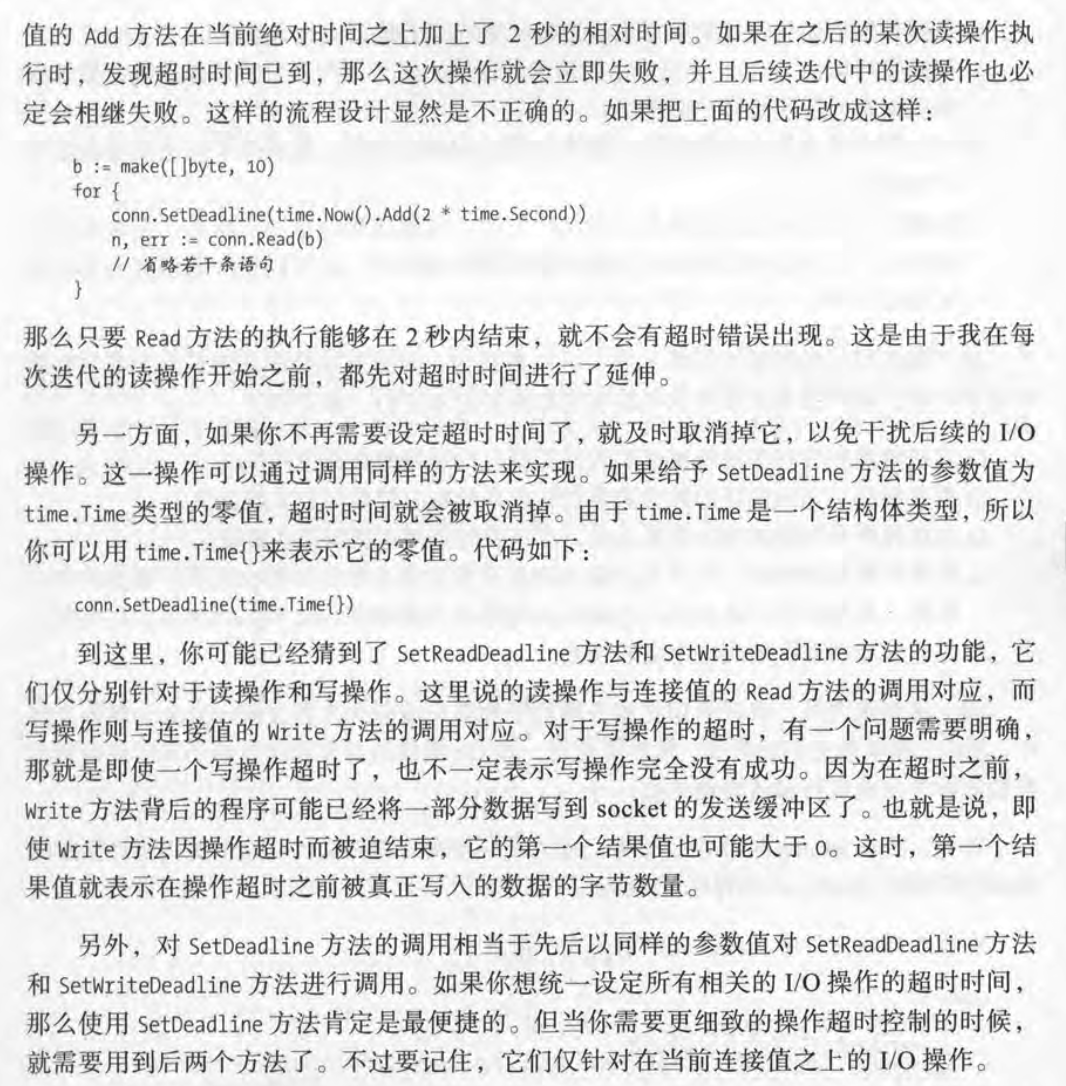 值的 Add 方法在当前绝对时间之上加上了 2 秒的相对时间。如果在之后的某次读操作执
行时，发现超时时间已到，那么这次操作就会立即失败，并且后续迭代中的读操作也必
定会相继失败。这样的流程设计显然是不正确的。如果把上面的代码改成这样：
b := make([]byte, 10)
for {
    conn.SetDeadline(time.Now().Add(2 * time.Second))
    n, err := conn.Read(b)
    // 省略若干条语句
}
那么只要 Read 方法的执行能够在 2 秒内结束，就不会有超时错误出现。这是由于我在每
次迭代的读操作开始之前，都先对超时时间进行了延伸。
另一方面，如果你不再需要设定超时时间了，就及时取消掉它，以免干扰后续的 I/O
操作。这一操作可以通过调用同样的方法来实现。如果给予 SetDeadline 方法的参数值为
time.Time 类型的零值，超时时间就会被取消掉。由于 time.Time 是一个结构体类型，所以
你可以用 time.Time{}来表示它的零值。代码如下：
conn.SetDeadline(time.Time{})
到这里，你可能已经猜到了 SetReadDeadline 方法和 SetWriteDeadline 方法的功能，它
们仅分别针对于读操作和写操作。这里说的读操作与连接值的 Read 方法的调用对应，而
写操作则与连接值的 Write 方法的调用对应。对于写操作的超时，有一个问题需要明确，
那就是即使一个写操作超时了，也不一定表示写操作完全没有成功。因为在超时之前，
Write 方法背后的程序可能已经将一部分数据写到 socket 的发送缓冲区了。也就是说，即
使 Write 方法因操作超时而被迫结束，它的第一个结果值也可能大于 0。这时，第一个结
果值就表示在操作超时之前被真正写入的数据的字节数量。
另外，对 SetDeadline 方法的调用相当于先后以同样的参数值对 SetReadDeadline 方法
和 SetWriteDeadline 方法进行调用。如果你想统一设定所有相关的 I/O 操作的超时时间，
那么使用 SetDeadline 方法肯定是最便捷的。但当你需要更细致的操作超时控制的时候，
就需要用到后两个方法了。不过要记住，它们仅针对在当前连接值之上的 I/O 操作。